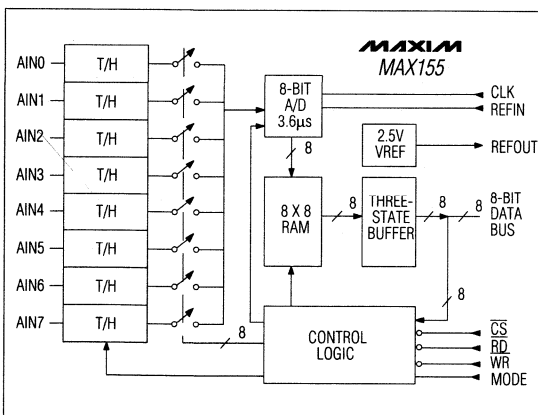 MAXIM
MAX155
AIN0
T/H
AIN1
T/H
AIN2
T/H
AIN3
T/H
AIN4
T/H
AIN5
T/H
AIN6
T/H
AIN7
T/H
8
8-BIT
A/D
3.6µs
CLK
REFIN
8
2.5V
VREF
REFOUT
8 X 8
RAM
8
THREE-
STATE
BUFFER
8
8
8-BIT
DATA
BUS
8
CONTROL
LOGIC
CS
RD
WR
MODE